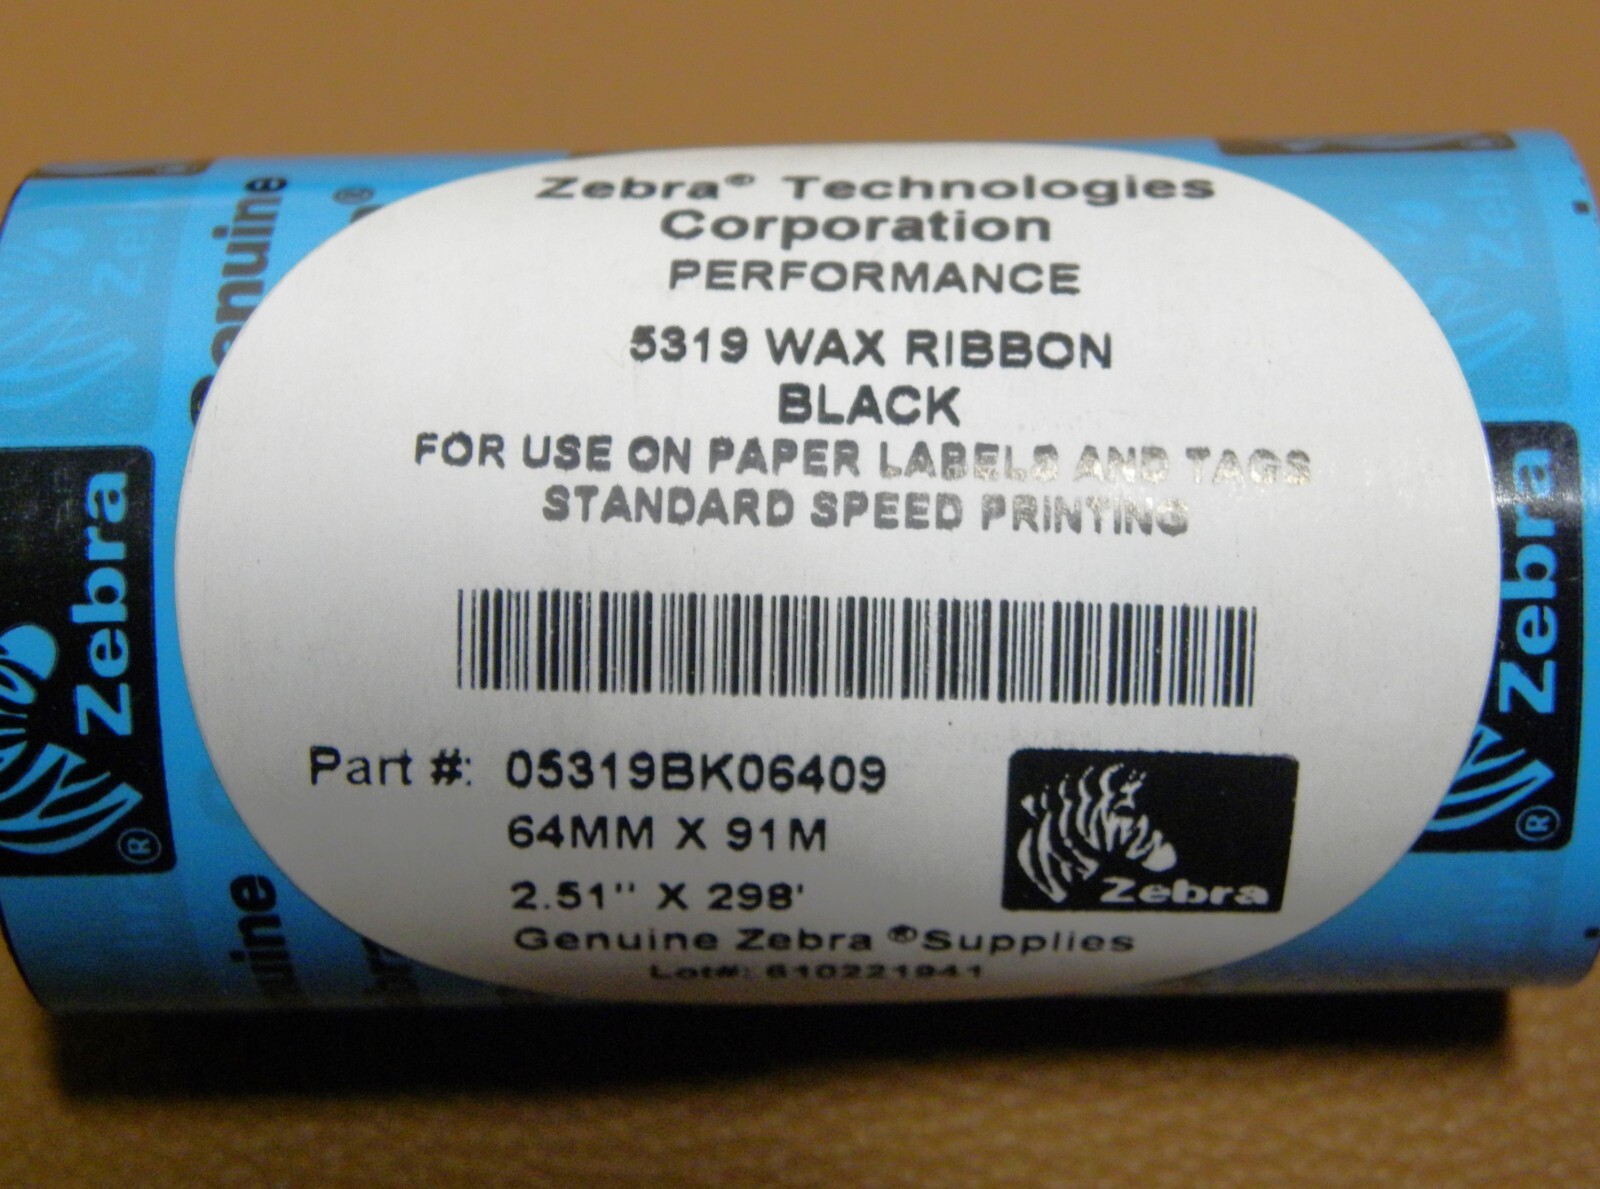 Zebra® Technologies
Corporation
PERFORMANCE
5319 WAX RIBBON
BLACK
FOR USE ON PAPER LABELS AND TAGS
STANDARD SPEED PRINTING
Part #: 05319BK06409
64MM X 91M
2.51" X 298'
Genuine Zebra ®Supplies
Lot#: 610221941
Zebra
Zebra®
Genuine
Zebra®